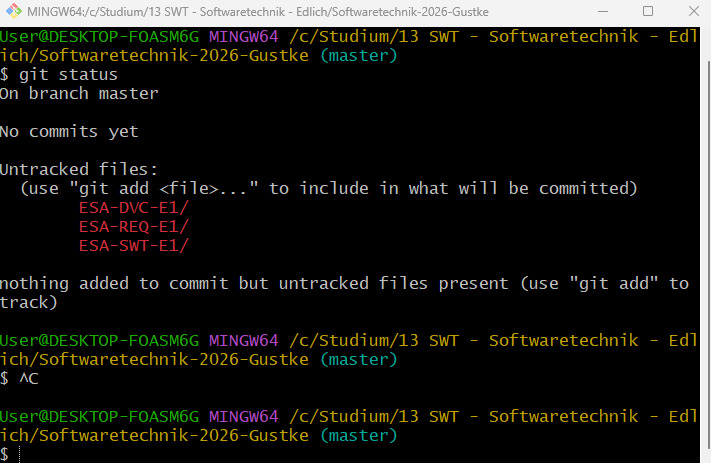 MINGW64:/c/Studium/13 SWT - Softwaretechnik - Edlich/Softwaretechnik-2026-Gustke
User@DESKTOP-FOASM6G MINGW64 /c/Studium/13 SWT - Softwaretechnik - Edl
ich/Softwaretechnik-2026-Gustke (master)
$ git status
On branch master
No commits yet
Untracked files:
  (use "git add <file>..." to include in what will be committed)
        ESA-DVC-E1/
        ESA-REQ-E1/
        ESA-SWT-E1/
nothing added to commit but untracked files present (use "git add" to
track)
User@DESKTOP-FOASM6G MINGW64 /c/Studium/13 SWT - Softwaretechnik - Edl
ich/Softwaretechnik-2026-Gustke (master)
$ ^C
User@DESKTOP-FOASM6G MINGW64 /c/Studium/13 SWT - Softwaretechnik - Edl
ich/Softwaretechnik-2026-Gustke (master)
$